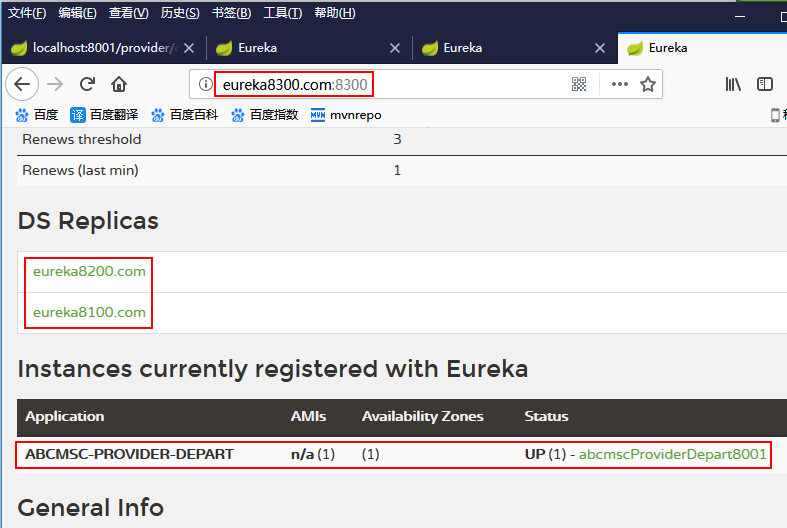 文件(F) 编辑(E) 查看(V) 历史(S) 书签(B) 工具(T) 帮助(H)
localhost:8001/provider/ Eureka Eureka Eureka
eureka8300.com:8300
百度 百度翻译 百度百科 百度指数 mvnrepo
Renews threshold 3
Renews (last min) 1
DS Replicas
eureka8200.com
eureka8100.com
Instances currently registered with Eureka
Application AMIs Availability Zones Status
ABCMSC-PROVIDER-DEPART n/a (1) (1) UP (1) - abcmscProviderDepart8001
General Info